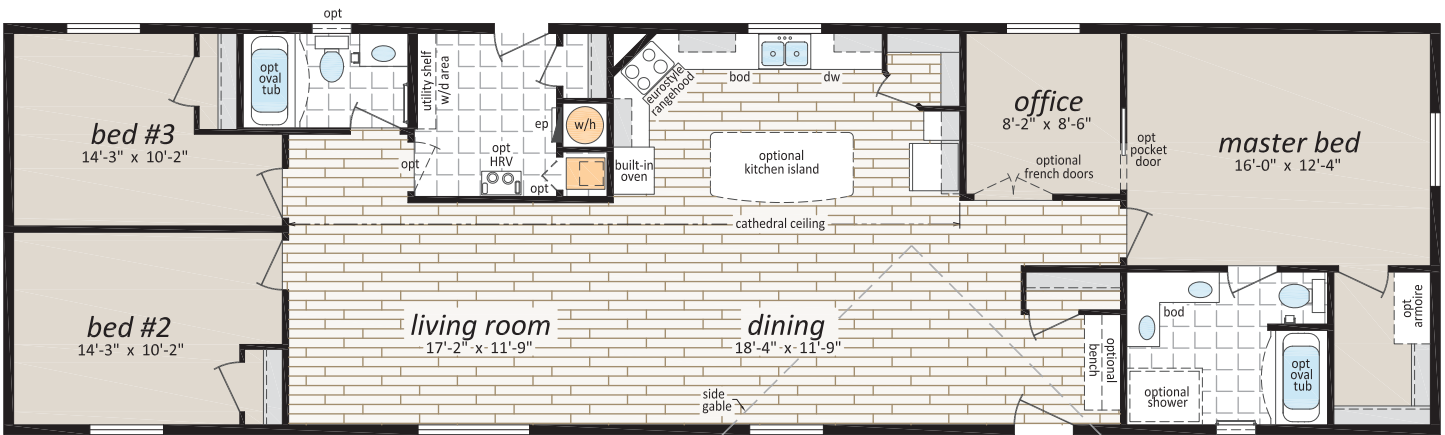 opt
bed #3
14'-3" x 10'-2"
opt
oval
tub
utility shelf
w/d area
opt
opt
HRV
ep
w/h
opt
built-in
oven
eurostyle
rangehood
bod
dw
optional
kitchen island
cathedral ceiling
office
8'-2" x 8'-6"
optional
french doors
opt
pocket
door
master bed
16'-0" x 12'-4"
bed #2
14'-3" x 10'-2"
living room
17'-2" x 11'-9"
dining
18'-4" x 11'-9"
side
gable
optional
bench
bod
optional
shower
opt
oval
tub
opt
armoire